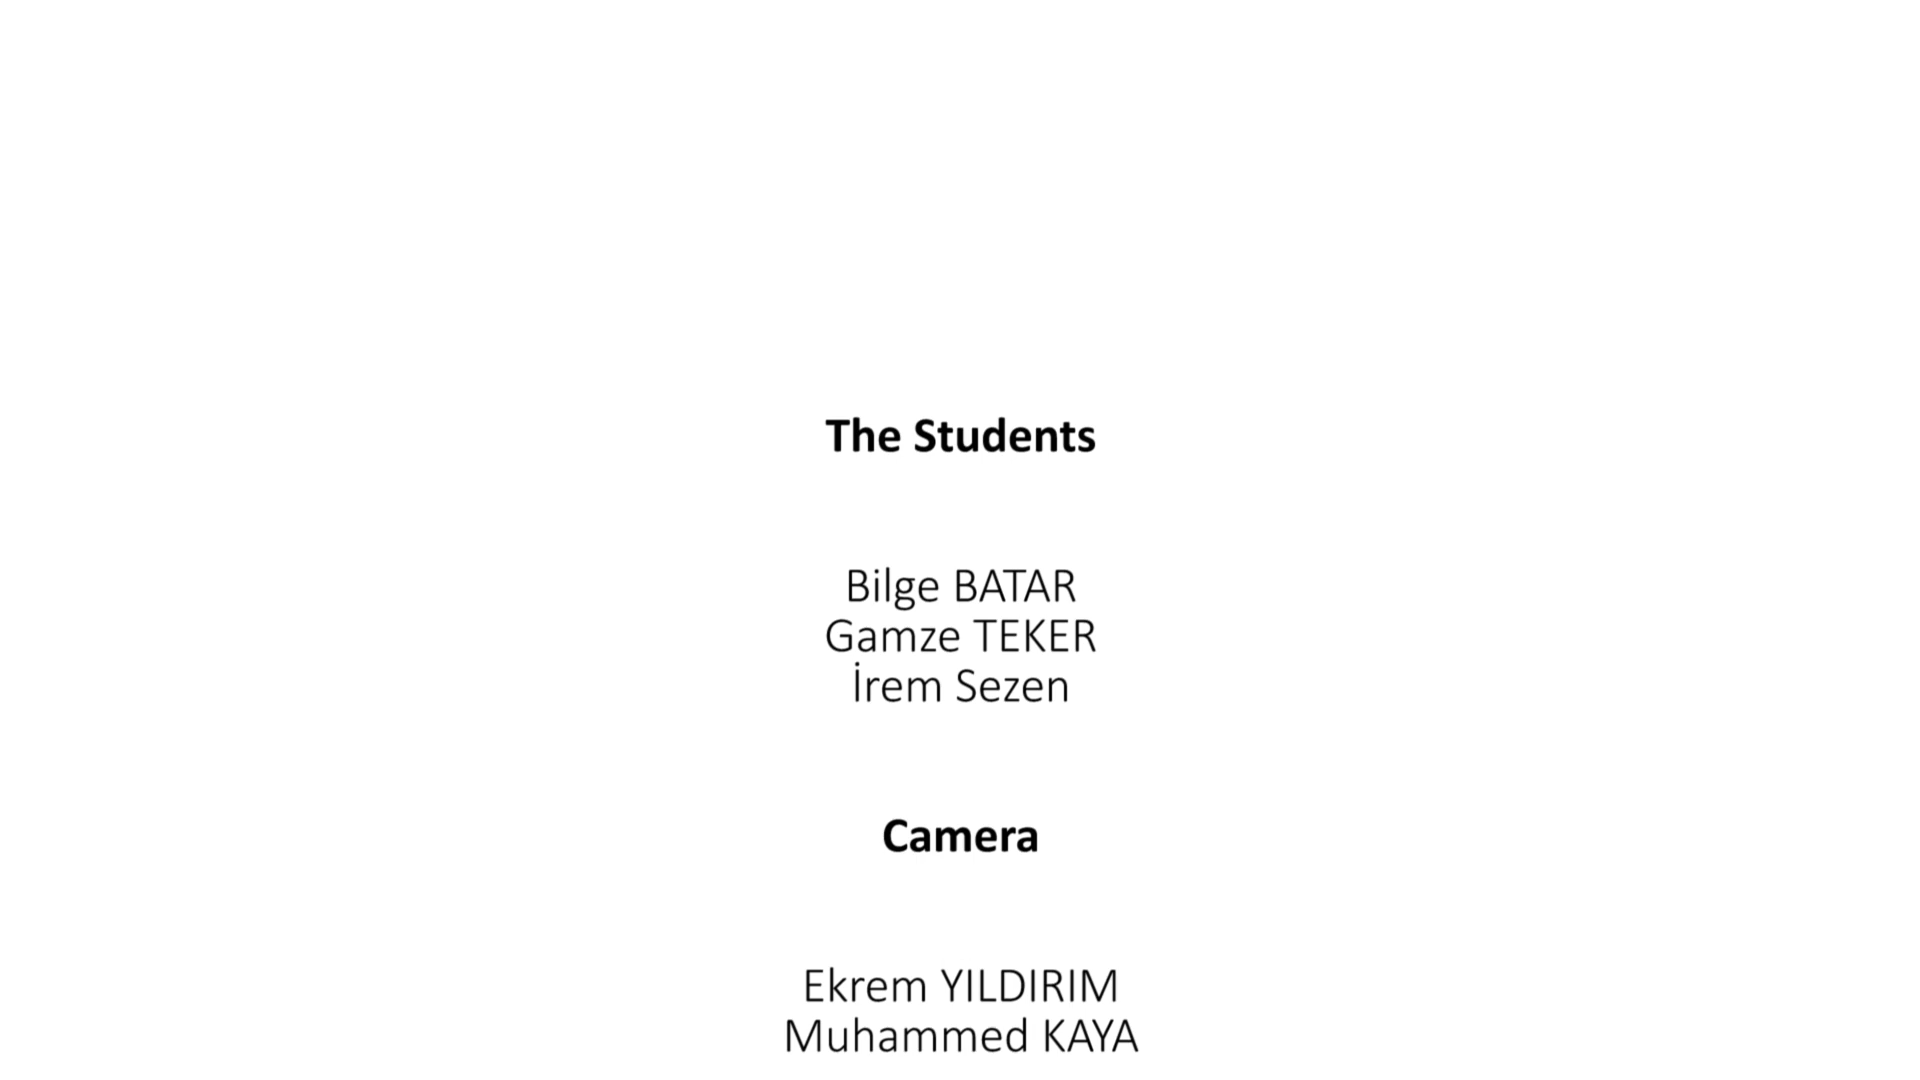 The Students
Bilge BATAR
Gamze TEKER
İrem Sezen
Camera
Ekrem YILDIRIM
Muhammed KAYA